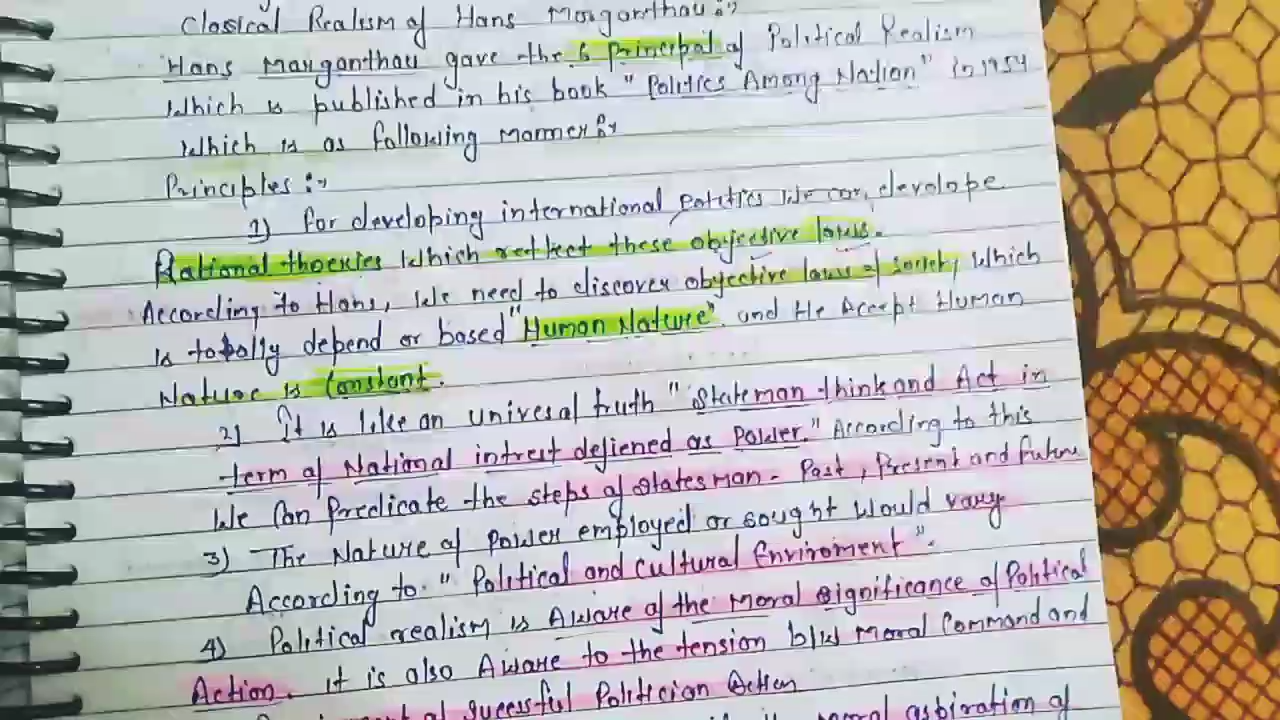 Clasical Realism of Hans Morganthau :-
Hans Morganthau gave the 6 Principal of Political Realism
Which is published in his book "Politics Among Nation" in 1954
Which is as following manner :-
Principles :-
1) For developing international politics We can develope
Rational thoeries Which reflect these objective laws.
According to Hans, We need to discover objective laws of society Which
is totally depend or based "Human Nature" and He Accept Human
Nature is Constant.
2) It is like an univesal truth "Stateman think and Act in
term of National intrest defiened as Power." According to this
We Can Predicate the steps of Statesman - Past, Present and future
3) The Nature of Power employed or sought Would vary
According to "Political and cultural Enviroment".
4) Political realism is Aware of the Moral significance of Political
Action. it is also Aware to the tension b/w Moral Command and
of sucessful Politician Action
aspiration of